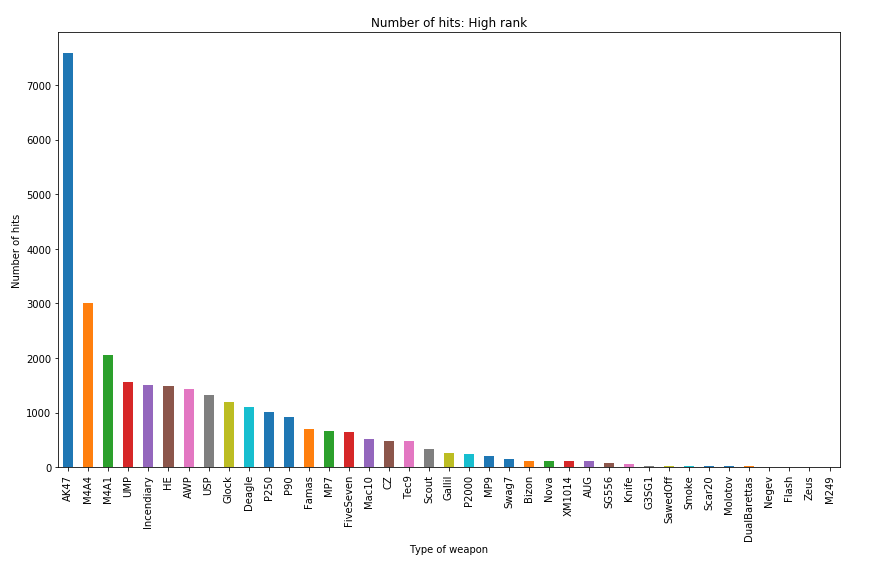 Number of hits: High rank
Number of hits
7000
6000
5000
4000
3000
2000
1000
0
AK47
M4A4
M4A1
UMP
Incendiary
HE
AWP
USP
Glock
Deagle
P250
P90
Famas
MP7
FiveSeven
Mac10
CZ
Tec9
Scout
Gallil
P2000
MP9
Swag7
Bizon
Nova
XM1014
AUG
SG556
Knife
G3SG1
SawedOff
Smoke
Scar20
Molotov
DualBarettas
Negev
Flash
Zeus
M249
Type of weapon